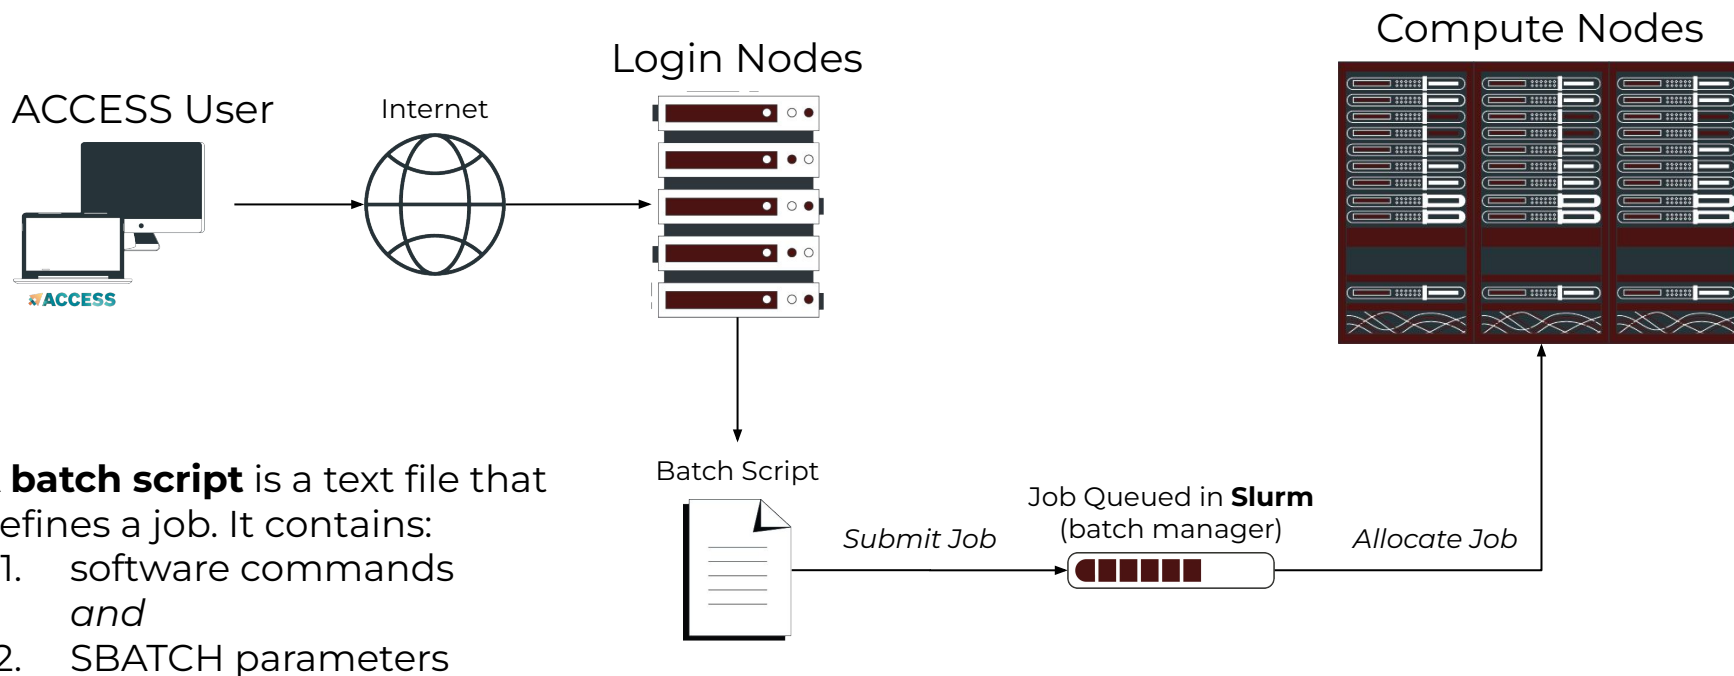 Compute Nodes
Login Nodes
ACCESS User
Internet
ACCESS
batch script is a text file that
efines a job. It contains:
1. software commands
and
2. SBATCH parameters
Batch Script
Submit Job
Job Queued in Slurm
(batch manager)
Allocate Job